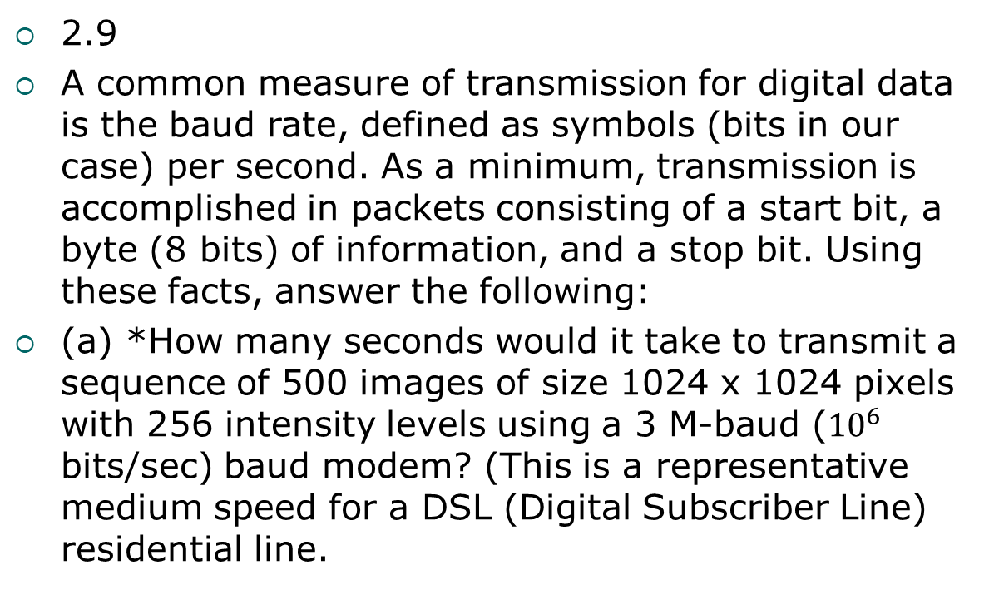 ○ 2.9
○ A common measure of transmission for digital data
is the baud rate, defined as symbols (bits in our
case) per second. As a minimum, transmission is
accomplished in packets consisting of a start bit, a
byte (8 bits) of information, and a stop bit. Using
these facts, answer the following:
○ (a) *How many seconds would it take to transmit a
sequence of 500 images of size 1024 x 1024 pixels
with 256 intensity levels using a 3 M-baud (10⁶
bits/sec) baud modem? (This is a representative
medium speed for a DSL (Digital Subscriber Line)
residential line.